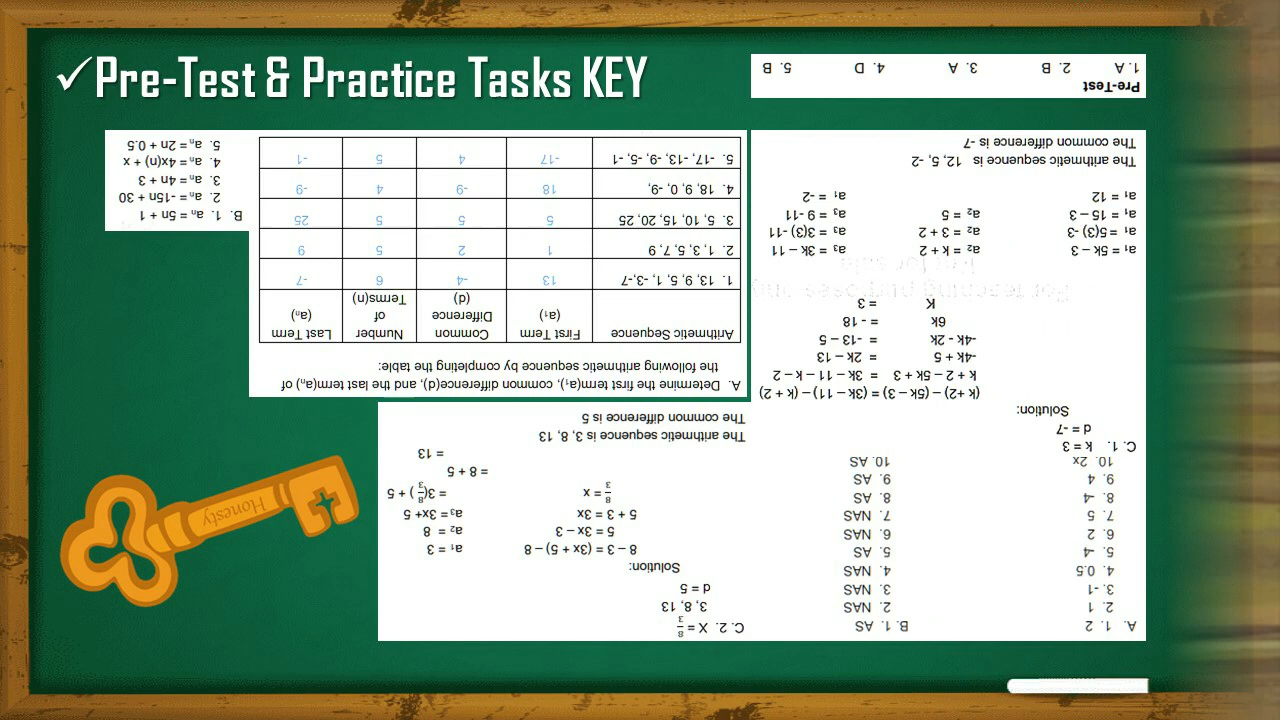 ✓Pre-Test & Practice Tasks KEY
Pre-Test
1. A 2. B 3. A 4. D 5. B
A. 1. 2
2. 1
3. -1
4. 0.5
5. -4
6. 2
7. 5
8. -4
9. 4
10. 2x
B. 1. AS
2. NAS
3. NAS
4. NAS
5. AS
6. NAS
7. NAS
8. AS
9. AS
10. AS
C. 1. k = 3
d = -7
Solution:
(k +2) – (5k – 3) = (3k – 11) – (k + 2)
k + 2 – 5k + 3 = 3k – 11 – k – 2
-4k + 5 = 2k – 13
-4k - 2k = -13 – 5
6k = - 18
K = 3
For teaching purposes only
a₁ = 5k – 3 a₂ = k + 2 a₃ = 3k – 11
a₁ = 5(3) -3 a₂ = 3 + 2 a₃ = 3(3) -11
a₁ = 15 – 3 a₂ = 5 a₃ = 9 -11
a₁ = 12 a₁ = -2
The arithmetic sequence is 12, 5, -2
The common difference is -7
C. 2. X = 8/3
3, 8, 13
d = 5
Solution:
8 – 3 = (3x + 5) – 8 a₁ = 3
5 = 3x – 3 a₂ = 8
5 + 3 = 3x a₃ = 3x+ 5
8/3 = x = 3(8/3) + 5
= 8 + 5
= 13
The arithmetic sequence is 3, 8, 13
The common difference is 5
A. Determine the first term(a₁), common difference(d), and the last term(aₙ) of
the following arithmetic sequence by completing the table:
Arithmetic Sequence First Term (a₁) Common Difference (d) Number of Terms(n) Last Term (aₙ)
1. 13, 9, 5, 1, -3,-7 13 -4 6 -7
2. 1, 3, 5, 7, 9 1 2 5 9
3. 5, 10, 15, 20, 25 5 5 5 25
4. 18, 9, 0, -9, 18 -9 4 -9
5. -17, -13, -9, -5, -1 -17 4 5 -1
B. 1. aₙ = 5n + 1
2. aₙ = -15n + 30
3. aₙ = 4n + 3
4. aₙ = 4x(n) + x
5. aₙ = 2n + 0.5
Honesty